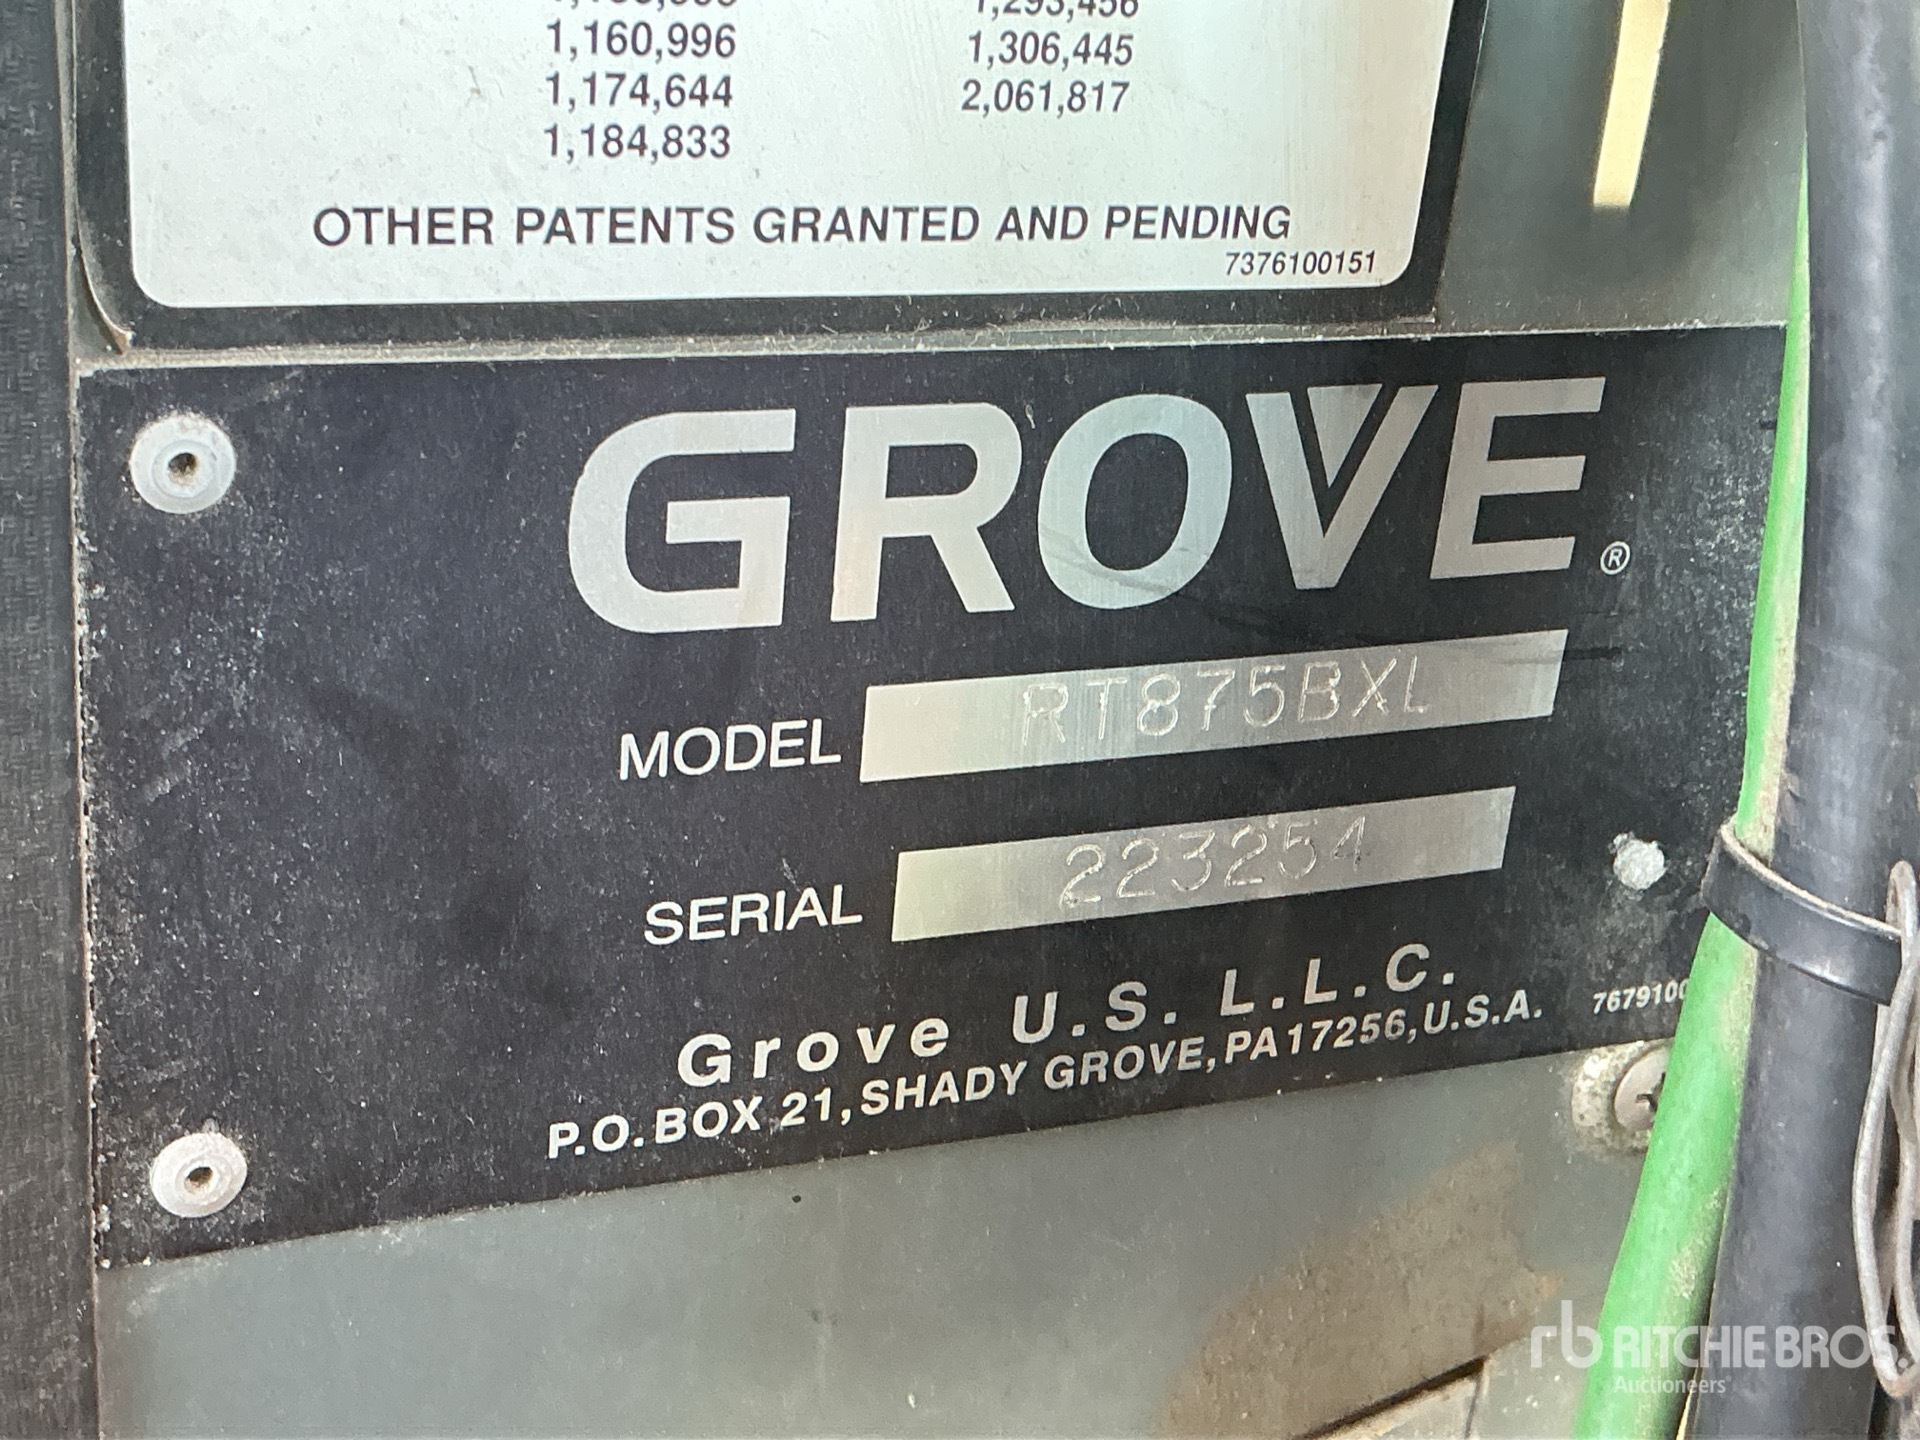 1,293,456
1,160,996
1,306,445
1,174,644
2,061,817
1,184,833
OTHER PATENTS GRANTED AND PENDING
7376100151
GROVE ®
MODEL RT875BXL
SERIAL 223254
Grove U.S. L.L.C.
P.O. BOX 21, SHADY GROVE, PA 17256, U.S.A.
rb RITCHIE BROS.
Auctioneers